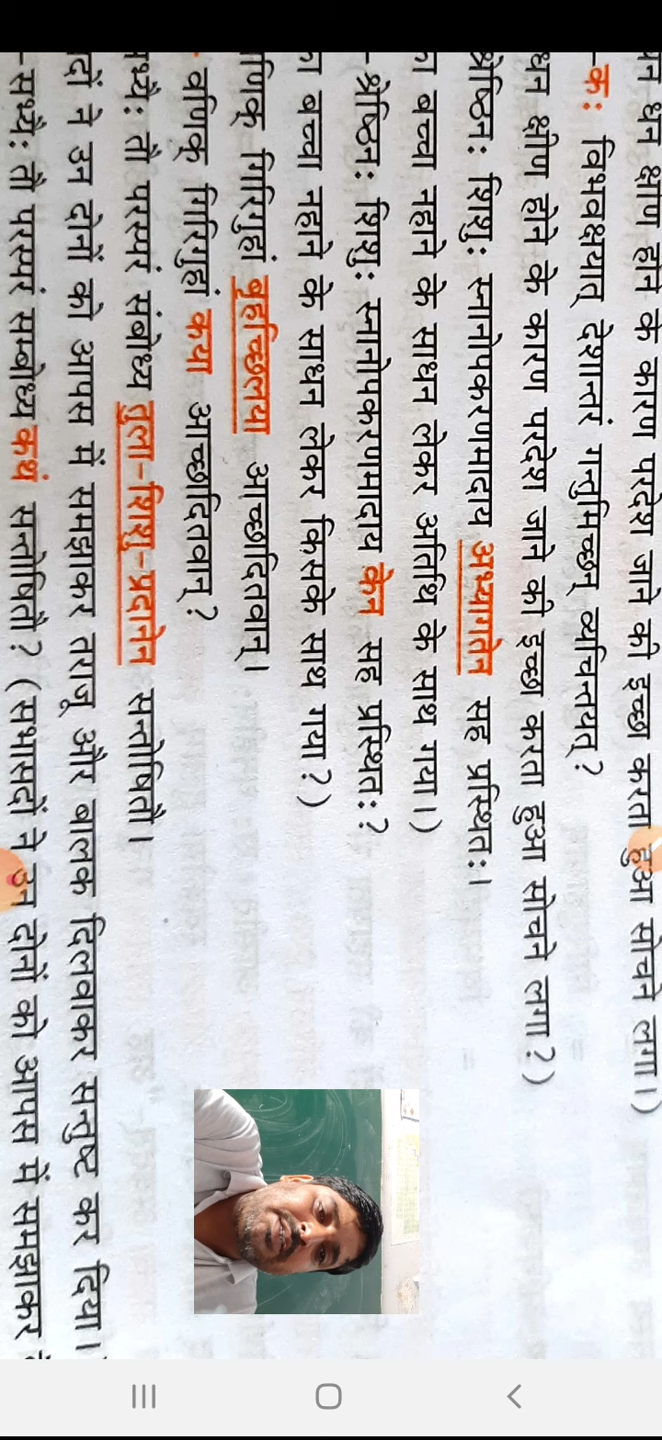 धन क्षीण होने के कारण परदेश जाने की इच्छा करता हुआ सोचने लगा।)
-कः विभवक्षयात् देशान्तरं गन्तुमिच्छन् व्यचिन्तयत्?
धन क्षीण होने के कारण परदेश जाने की इच्छा करता हुआ सोचने लगा?)
श्रेष्ठिनः शिशुः स्नानोपकरणमादाय अभ्यागतेन सह प्रस्थितः।
का बच्चा नहाने के साधन लेकर अतिथि के साथ गया।)
-श्रेष्ठिनः शिशुः स्नानोपकरणमादाय केन सह प्रस्थितः?
का बच्चा नहाने के साधन लेकर किसके साथ गया?)
वणिक् गिरिगुहां बृहच्छिलया आच्छादितवान्।
- वणिक् गिरिगुहां कया आच्छादितवान्?
सभ्यैः तौ परस्परं संबोध्य तुला-शिशु-प्रदानेन सन्तोषितौ।
दों ने उन दोनों को आपस में समझाकर तराजू और बालक दिलवाकर सन्तुष्ट कर दिया।
-सभ्यैः तौ परस्परं सम्बोध्य कथं सन्तोषितौ? (सभासदों ने उन दोनों को आपस में समझाकर